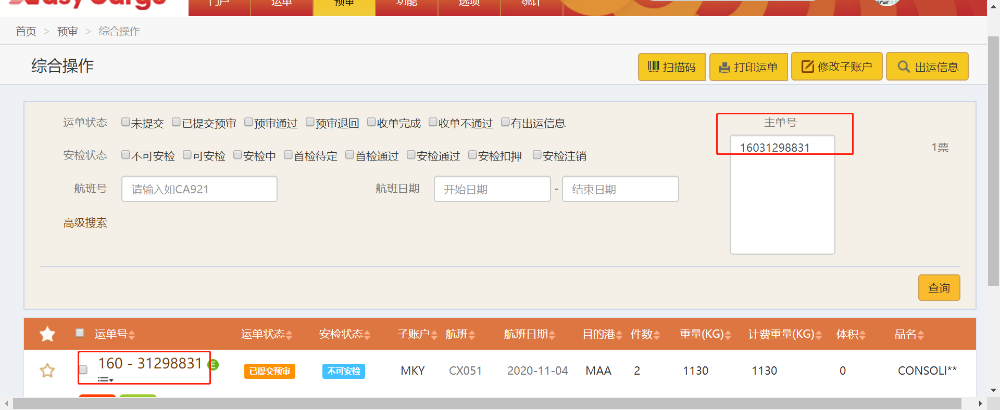 Easy Cargo
门户 运单 预审 功能 选项 统计
首页 > 预审 > 综合操作
综合操作
扫描码 打印运单 修改子账户 出运信息
运单状态 未提交 已提交预审 预审通过 预审退回 收单完成 收单不通过 有出运信息
主单号
安检状态 不可安检 可安检 安检中 首检待定 首检通过 安检通过 安检扣押 安检注销
16031298831
1票
航班号 请输入如CA921 航班日期 开始日期 - 结束日期
高级搜索
查询
运单号 运单状态 安检状态 子账户 航班 航班日期 目的港 件数 重量(KG) 计费重量(KG) 体积 品名
160 - 31298831 E 已提交预审 不可安检 MKY CX051 2020-11-04 MAA 2 1130 1130 0 CONSOLI**